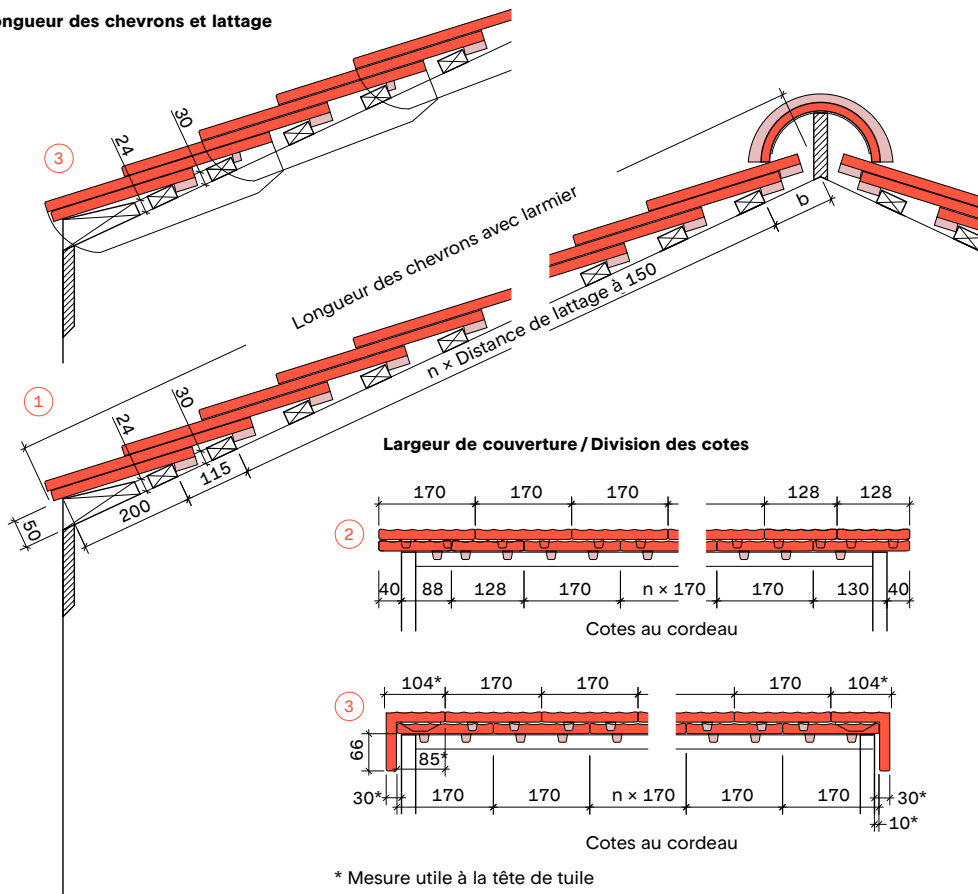 ongueur des chevrons et lattage
3
24
30
Longueur des chevrons avec larmier
b
n × Distance de lattage à 150
1
24
30
50
200
115
Largeur de couverture / Division des cotes
2
170 170 170 128 128
40 88 128 170 n × 170 170 130 40
Cotes au cordeau
3
104* 170 170 170 104*
66
85*
30* 170 170 n × 170 170 170 30*
10*
Cotes au cordeau
* Mesure utile à la tête de tuile